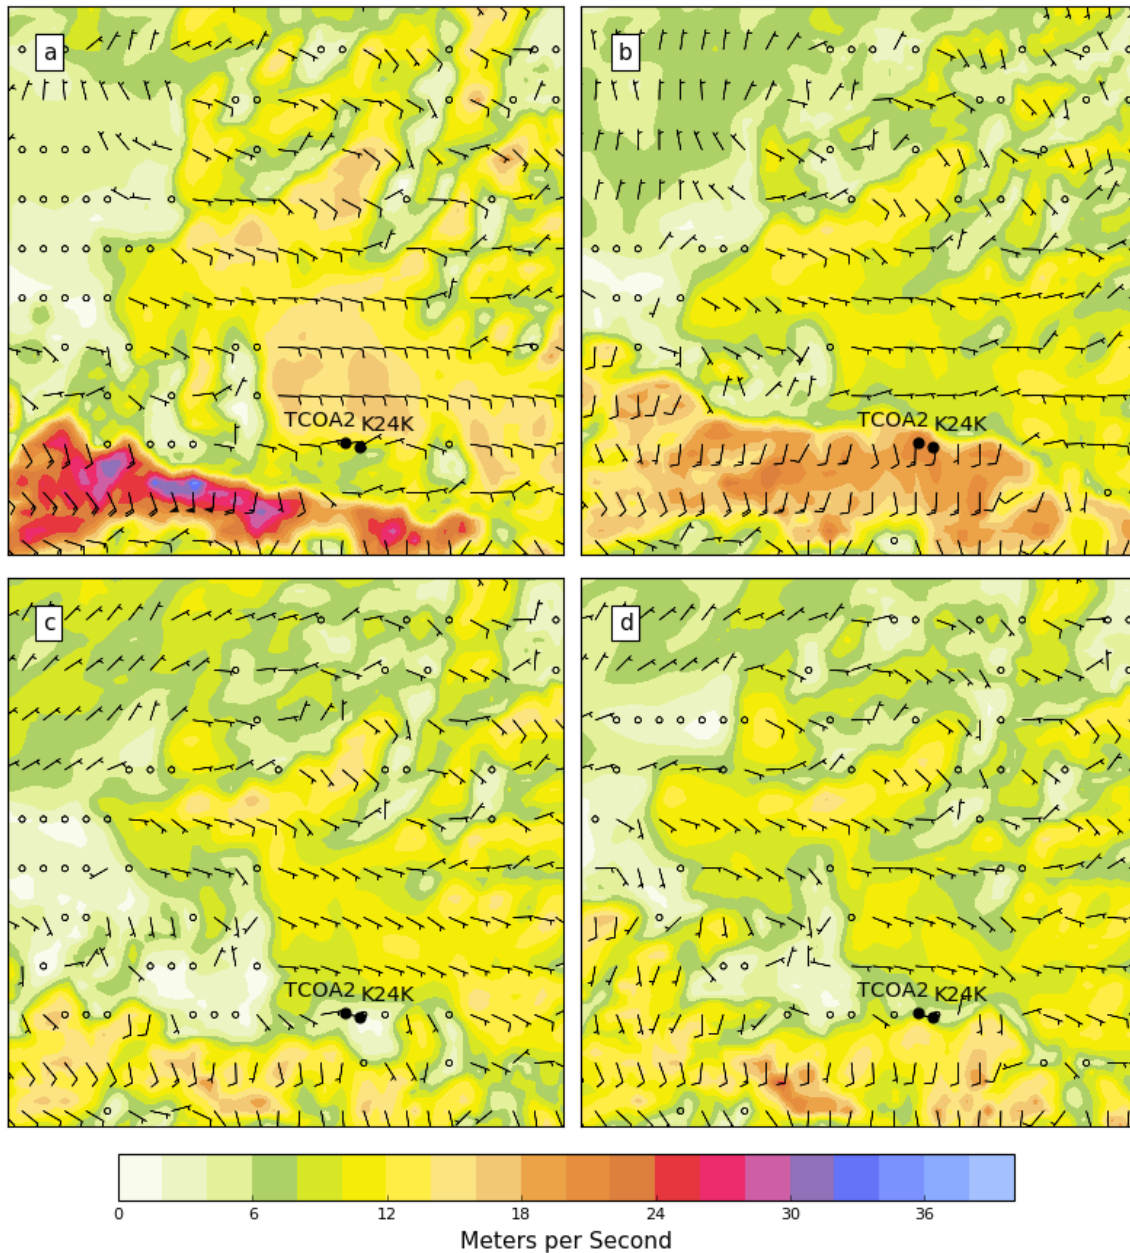 a
b
TCOA2 K24K
TCOA2 K24K
c
d
TCOA2 K24K
TCOA2 K24K
0 6 12 18 24 30 36
Meters per Second